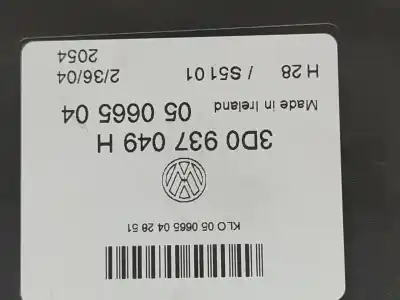 KLO 05 0665 04 28 51
3D0 937 049 H
Made in Ireland 05 0665 04
H 28 / S51 01 2/36/04
2054